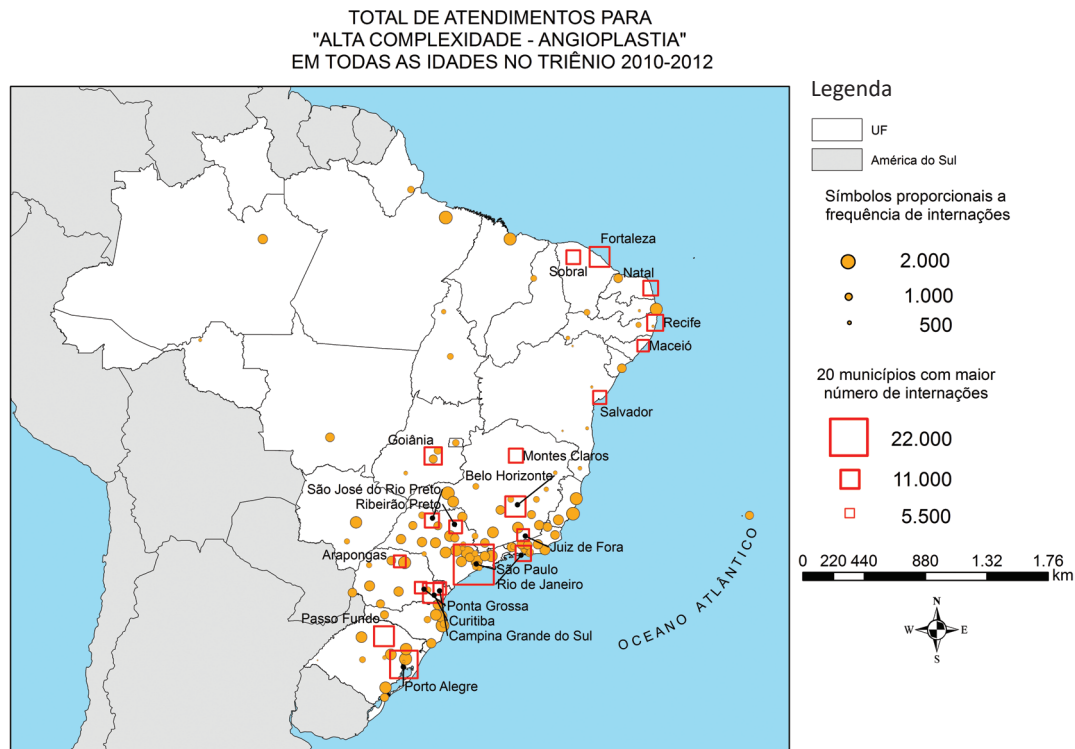 TOTAL DE ATENDIMENTOS PARA
"ALTA COMPLEXIDADE - ANGIOPLASTIA"
EM TODAS AS IDADES NO TRIÊNIO 2010-2012
Legenda
UF
América do Sul
Símbolos proporcionais a
frequência de internações
2.000
1.000
500
20 municípios com maior
número de internações
22.000
11.000
5.500
0 220 440 880 1.32 1.76
km
N
W E
S
Fortaleza
Sobral
Natal
Recife
Maceió
Salvador
Goiânia
Montes Claros
Belo Horizonte
São José do Rio Preto
Ribeirão Preto
Juiz de Fora
Arapongas
São Paulo
Rio de Janeiro
Ponta Grossa
Curitiba
Campina Grande do Sul
Passo Fundo
Porto Alegre
OCEANO ATLÂNTICO